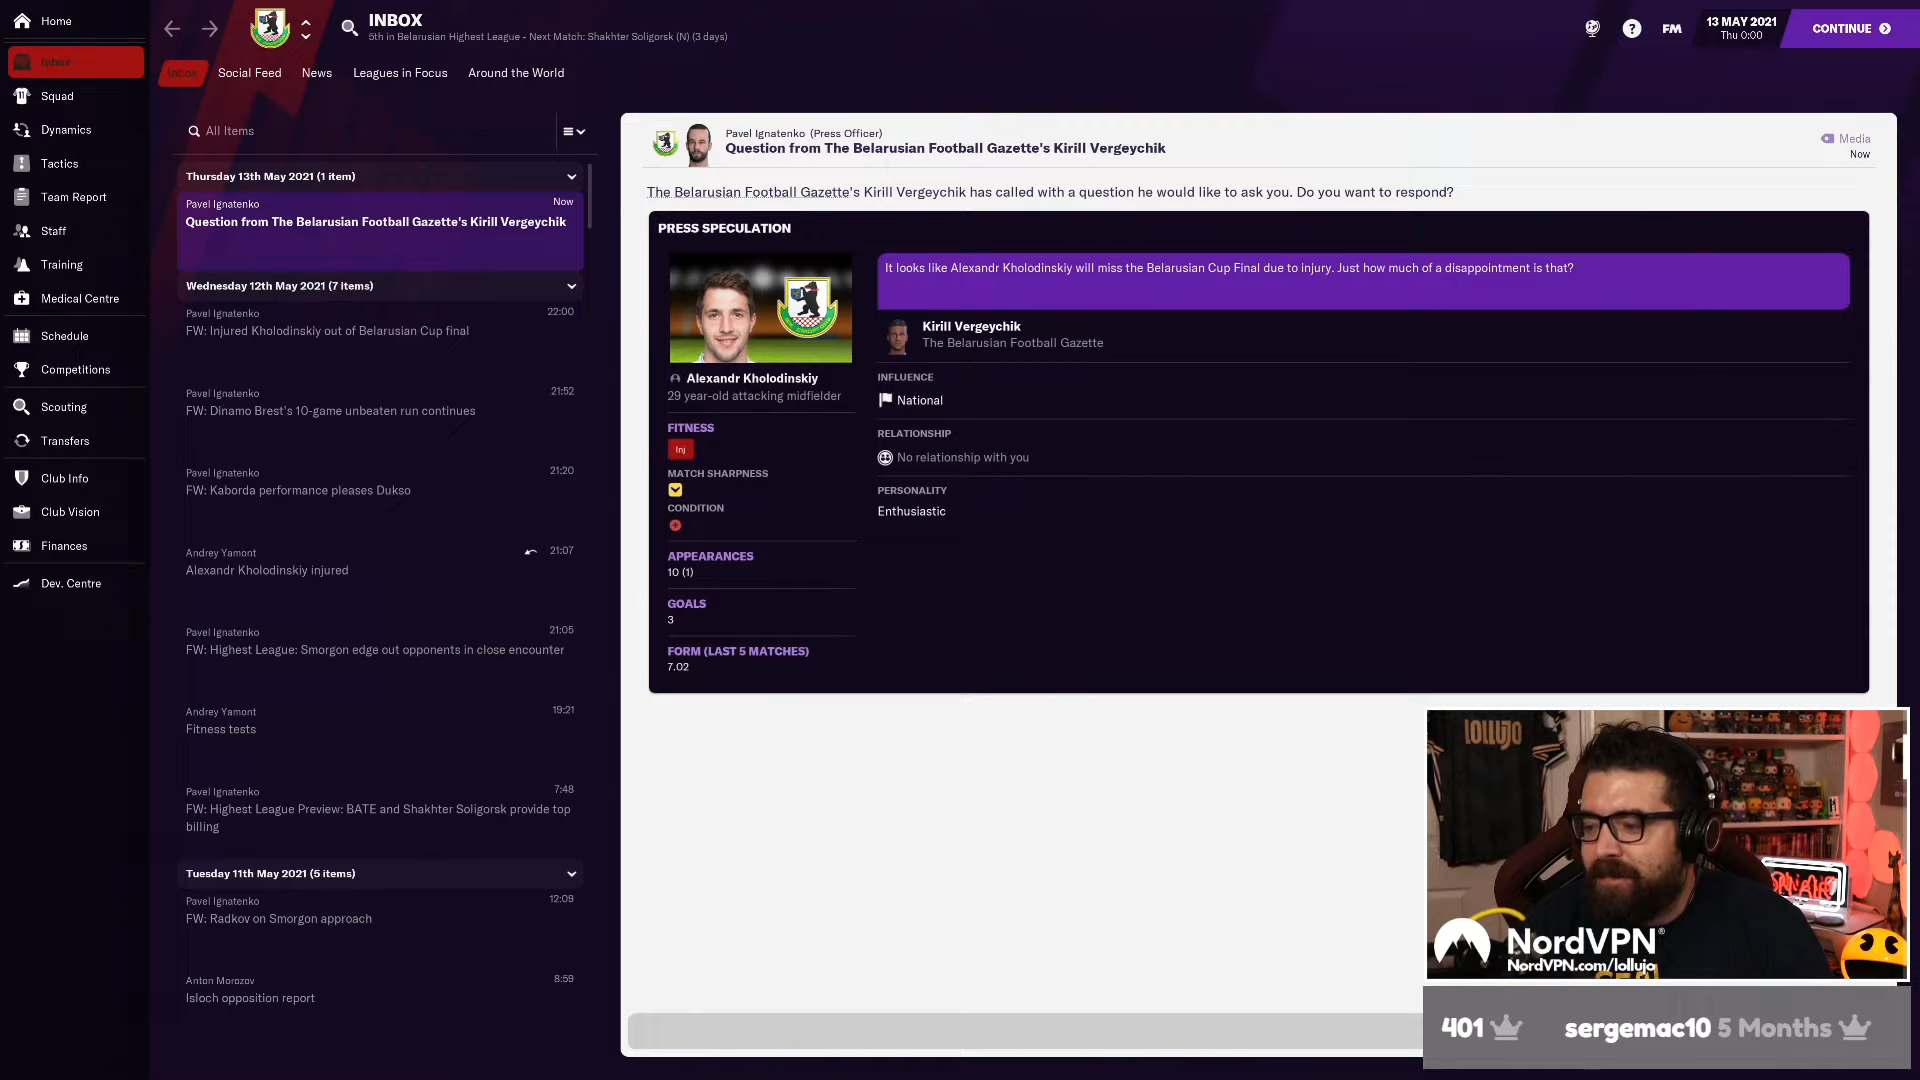 Home
Inbox
Squad
Dynamics
Tactics
Team Report
Staff
Training
Medical Centre
Schedule
Competitions
Scouting
Transfers
Club Info
Club Vision
Finances
Dev. Centre
INBOX
5th in Belarusian Highest League - Next Match: Shakhter Soligorsk (N) (3 days)
FM
13 MAY 2021
Thu 0:00
CONTINUE
Inbox
Social Feed
News
Leagues in Focus
Around the World
All Items
Thursday 13th May 2021 (1 item)
Pavel Ignatenko
Now
Question from The Belarusian Football Gazette's Kirill Vergeychik
Wednesday 12th May 2021 (7 items)
Pavel Ignatenko
22:00
FW: Injured Kholodinskiy out of Belarusian Cup final
Pavel Ignatenko
21:52
FW: Dinamo Brest's 10-game unbeaten run continues
Pavel Ignatenko
21:20
FW: Kaborda performance pleases Dukso
Andrey Yamont
21:07
Alexandr Kholodinskiy injured
Pavel Ignatenko
21:05
FW: Highest League: Smorgon edge out opponents in close encounter
Andrey Yamont
19:21
Fitness tests
Pavel Ignatenko
7:48
FW: Highest League Preview: BATE and Shakhter Soligorsk provide top
billing
Tuesday 11th May 2021 (5 items)
Pavel Ignatenko
12:09
FW: Radkov on Smorgon approach
Anton Morozov
8:59
Isloch opposition report
Pavel Ignatenko (Press Officer)
Question from The Belarusian Football Gazette's Kirill Vergeychik
Media
Now
The Belarusian Football Gazette's Kirill Vergeychik has called with a question he would like to ask you. Do you want to respond?
PRESS SPECULATION
It looks like Alexandr Kholodinskiy will miss the Belarusian Cup Final due to injury. Just how much of a disappointment is that?
Kirill Vergeychik
The Belarusian Football Gazette
INFLUENCE
National
RELATIONSHIP
No relationship with you
PERSONALITY
Enthusiastic
Alexandr Kholodinskiy
29 year-old attacking midfielder
FITNESS
Inj
MATCH SHARPNESS
CONDITION
APPEARANCES
10 (1)
GOALS
3
FORM (LAST 5 MATCHES)
7.02
lollujo
NordVPN®
NordVPN.com/lollujo
401
sergemac10 5 Months